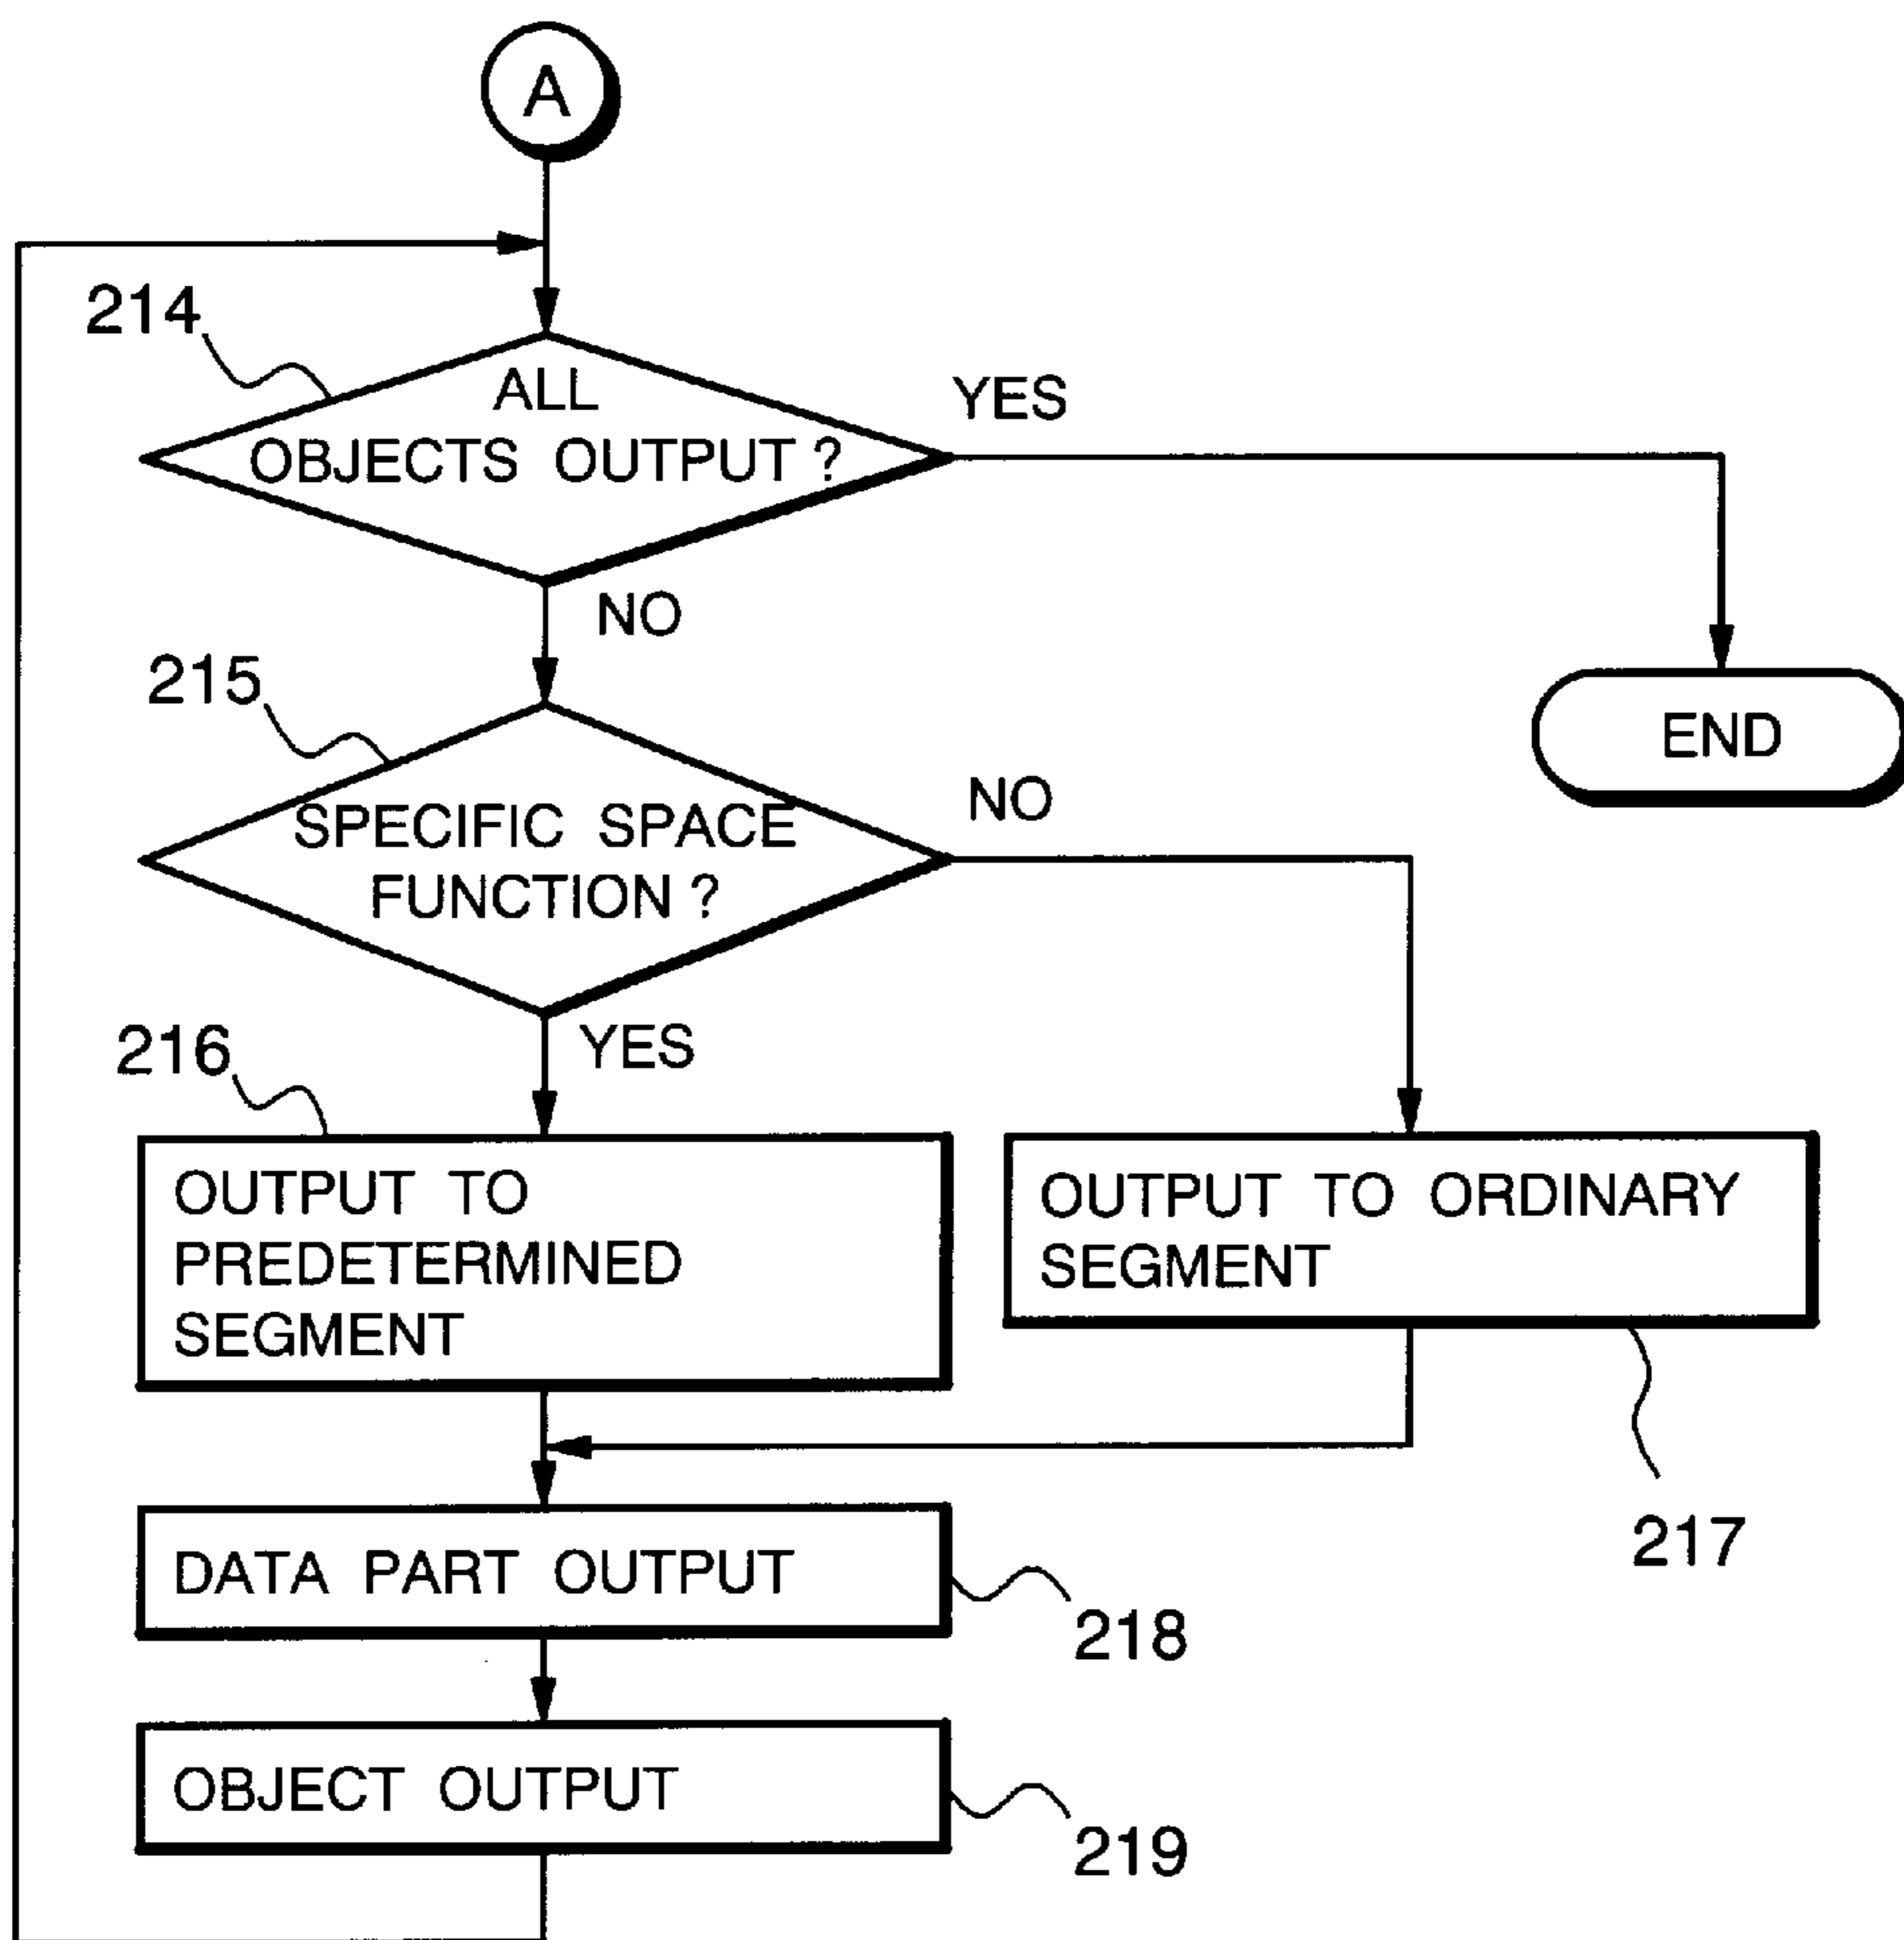 A
214
ALL
OBJECTS OUTPUT ?
YES
NO
215
END
SPECIFIC SPACE
FUNCTION ?
NO
YES
216
OUTPUT TO
PREDETERMINED
SEGMENT
OUTPUT TO ORDINARY
SEGMENT
217
DATA PART OUTPUT
218
OBJECT OUTPUT
219